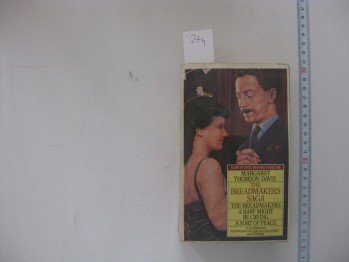 274
MARGARET
THOMSON DAVIS
THE
BREADMAKERS
SAGA
THE BREADMAKERS
A BABY MIGHT
BE CRYING
A SORT OF PEACE